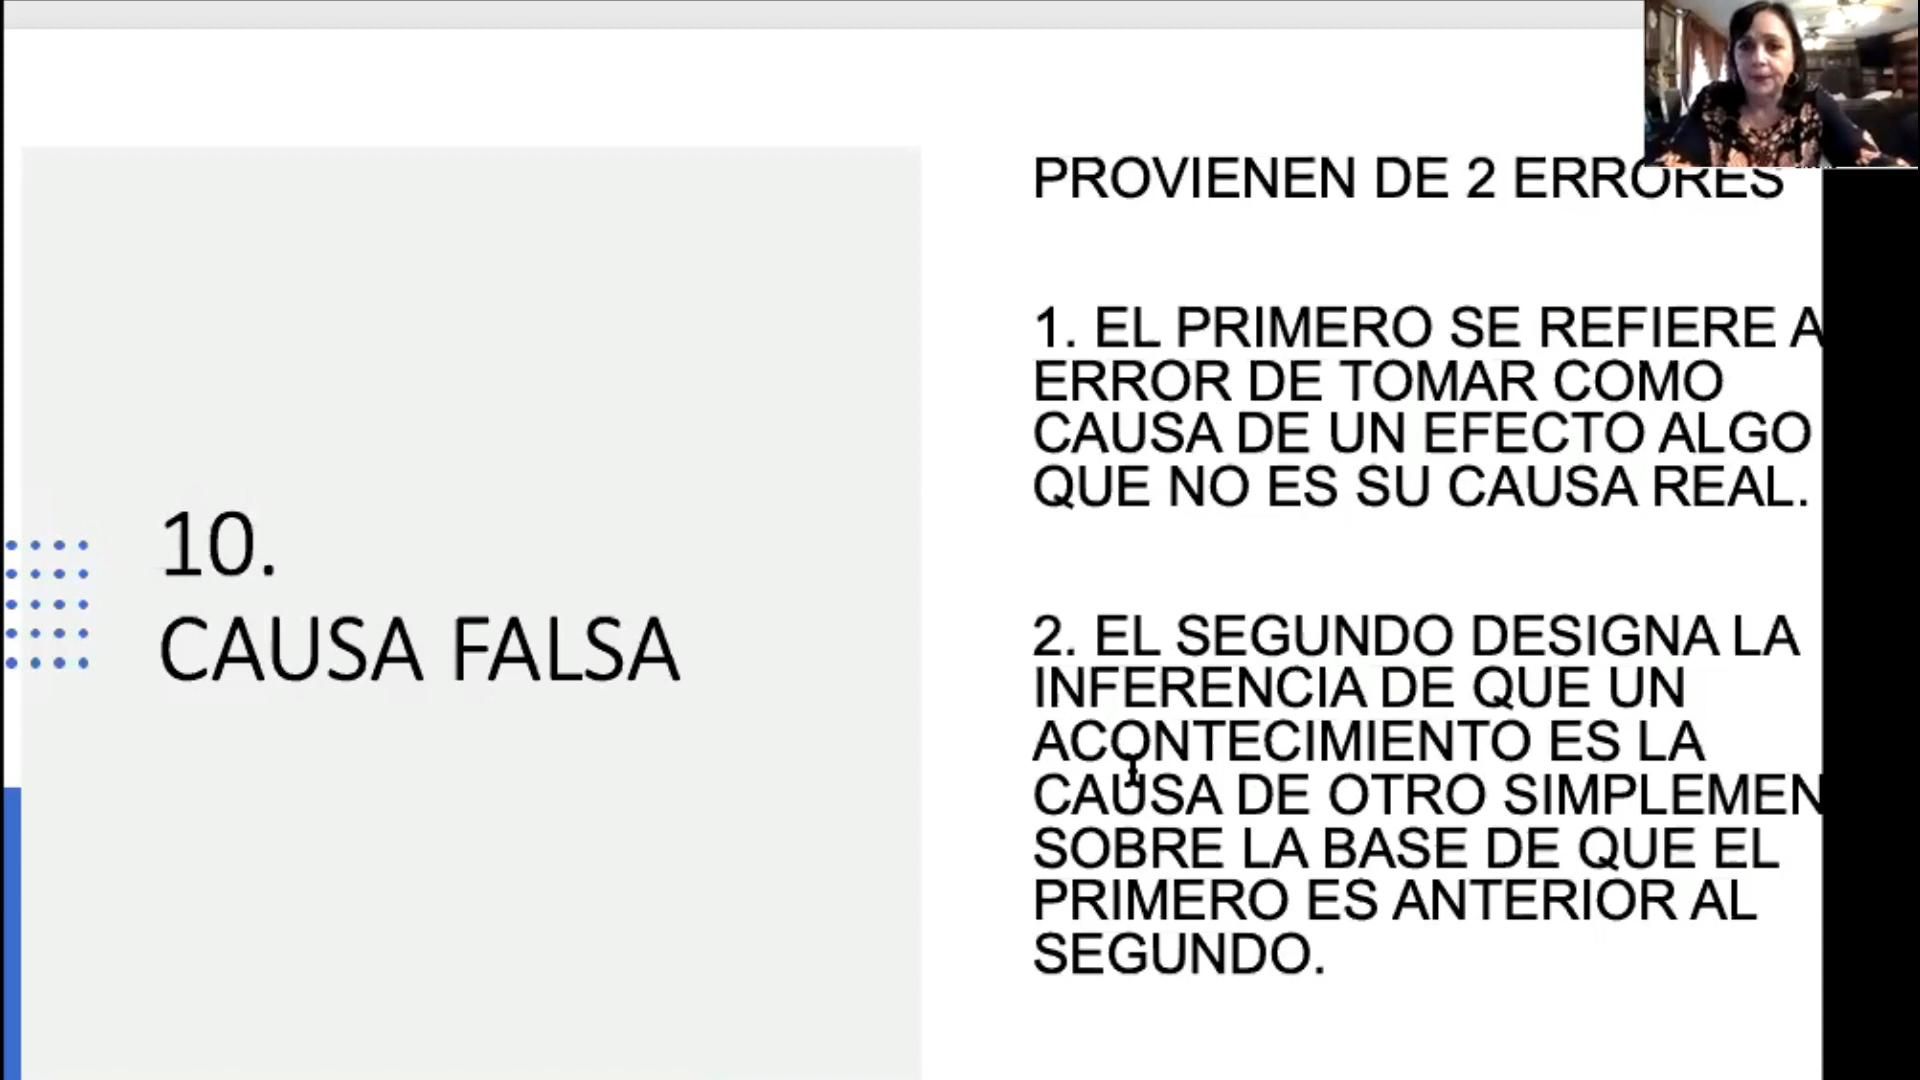 10.
CAUSA FALSA
PROVIENEN DE 2 ERRORES
1. EL PRIMERO SE REFIERE A
ERROR DE TOMAR COMO
CAUSA DE UN EFECTO ALGO
QUE NO ES SU CAUSA REAL.
2. EL SEGUNDO DESIGNA LA
INFERENCIA DE QUE UN
ACONTECIMIENTO ES LA
CAUSA DE OTRO SIMPLEMEN
SOBRE LA BASE DE QUE EL
PRIMERO ES ANTERIOR AL
SEGUNDO.